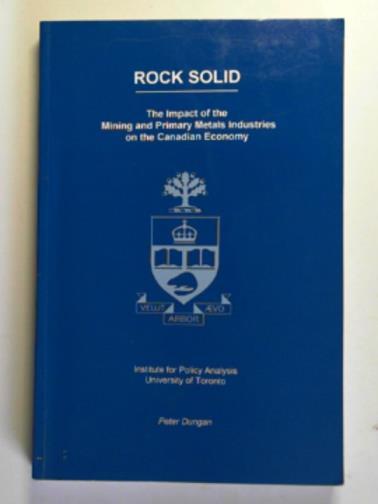 ROCK SOLID
The Impact of the
Mining and Primary Metals Industries
on the Canadian Economy
VELUT ÆVO
ARBOR
Institute for Policy Analysis
University of Toronto
Peter Dungan